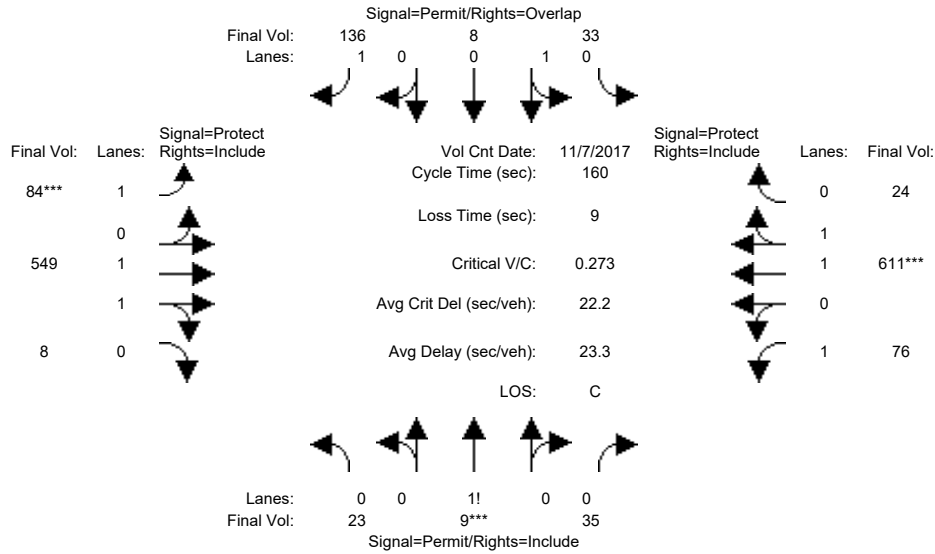 Signal=Permit/Rights=Overlap
Final Vol: 136 8 33
Lanes: 1 0 0 1 0
Signal=Protect Signal=Protect
Final Vol: Lanes: Rights=Include Vol Cnt Date: 11/7/2017 Rights=Include Lanes: Final Vol:
Cycle Time (sec): 160
84*** 1 0 24
Loss Time (sec): 9
0 1
549 1 Critical V/C: 0.273 1 611***
1 Avg Crit Del (sec/veh): 22.2 0
8 0 Avg Delay (sec/veh): 23.3 1 76
LOS: C
Lanes: 0 0 1! 0 0
Final Vol: 23 9*** 35
Signal=Permit/Rights=Include